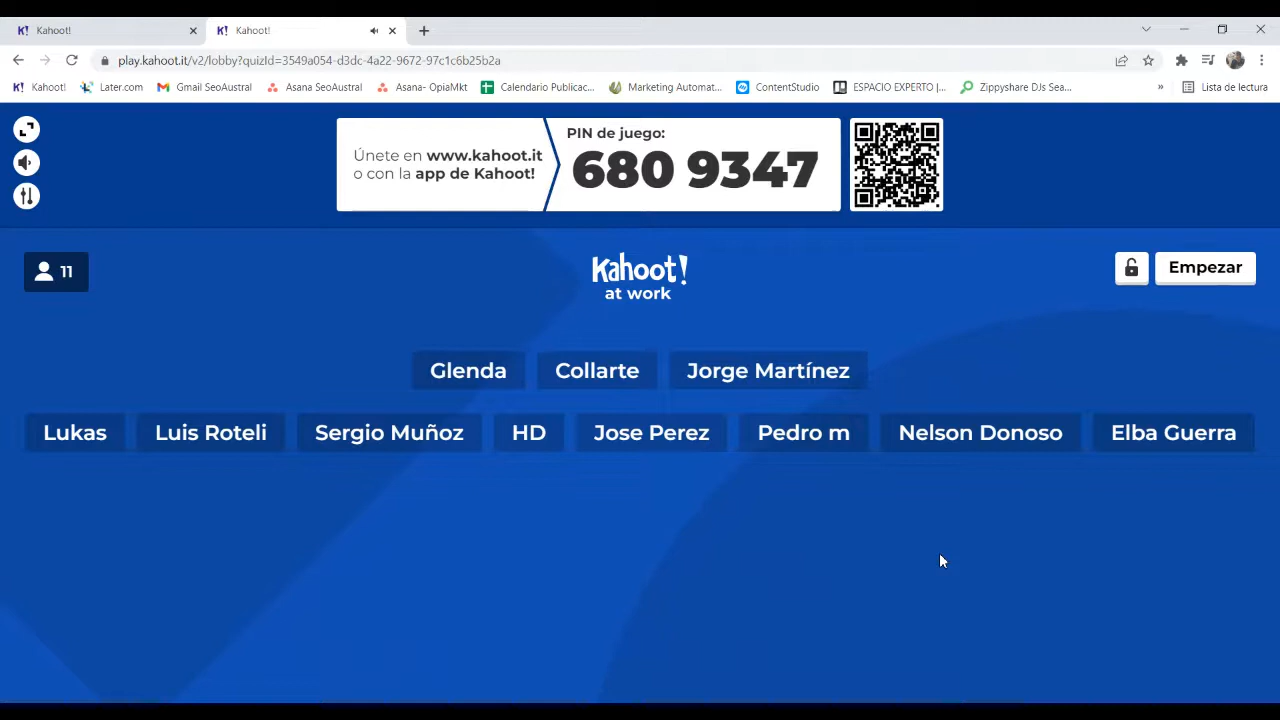 Kahoot!
Kahoot!
play.kahoot.it/v2/lobby?quizId=3549a054-d3dc-4a22-9672-97c1c6b25b2a
Kahoot! Later.com Gmail SeoAustral Asana SeoAustral Asana- OpiaMkt Calendario Publicac... Marketing Automat... ContentStudio ESPACIO EXPERTO |... Zippyshare DJs Sea... » Lista de lectura
Únete en www.kahoot.it
o con la app de Kahoot!
PIN de juego:
680 9347
11
Kahoot!
at work
Empezar
Glenda Collarte Jorge Martínez
Lukas Luis Roteli Sergio Muñoz HD Jose Perez Pedro m Nelson Donoso Elba Guerra